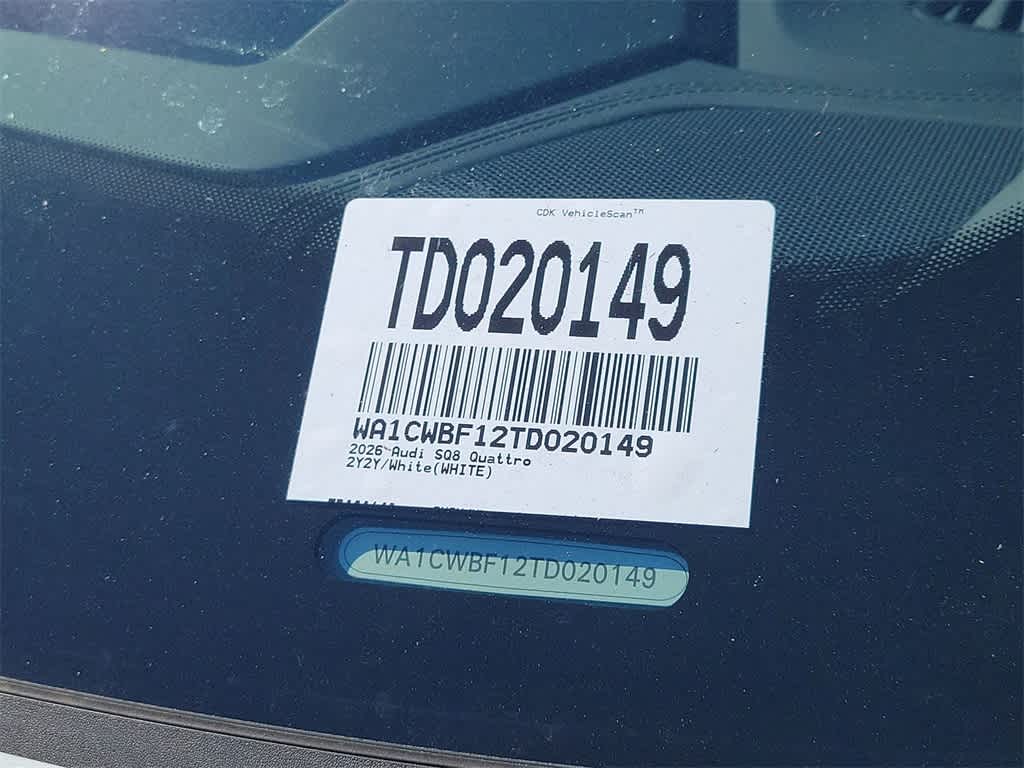 CDK VehicleScan™
TD020149
WA1CWBF12TD020149
2026 Audi SQ8 Quattro
2Y2Y/White(WHITE)
WA1CWBF12TD020149